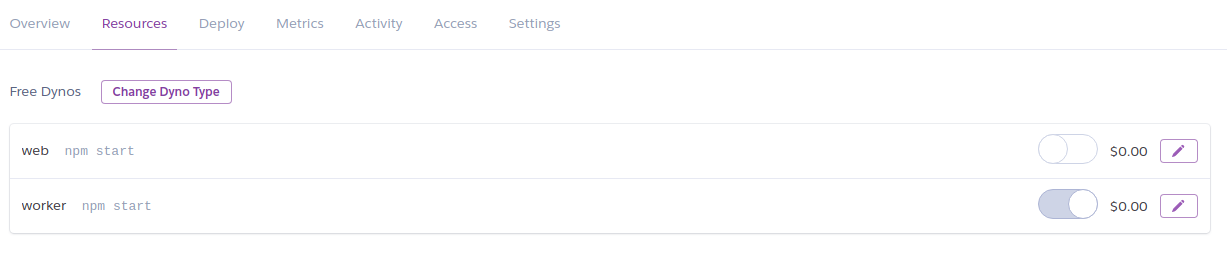 Overview Resources Deploy Metrics Activity Access Settings
Free Dynos Change Dyno Type
web npm start $0.00
worker npm start $0.00